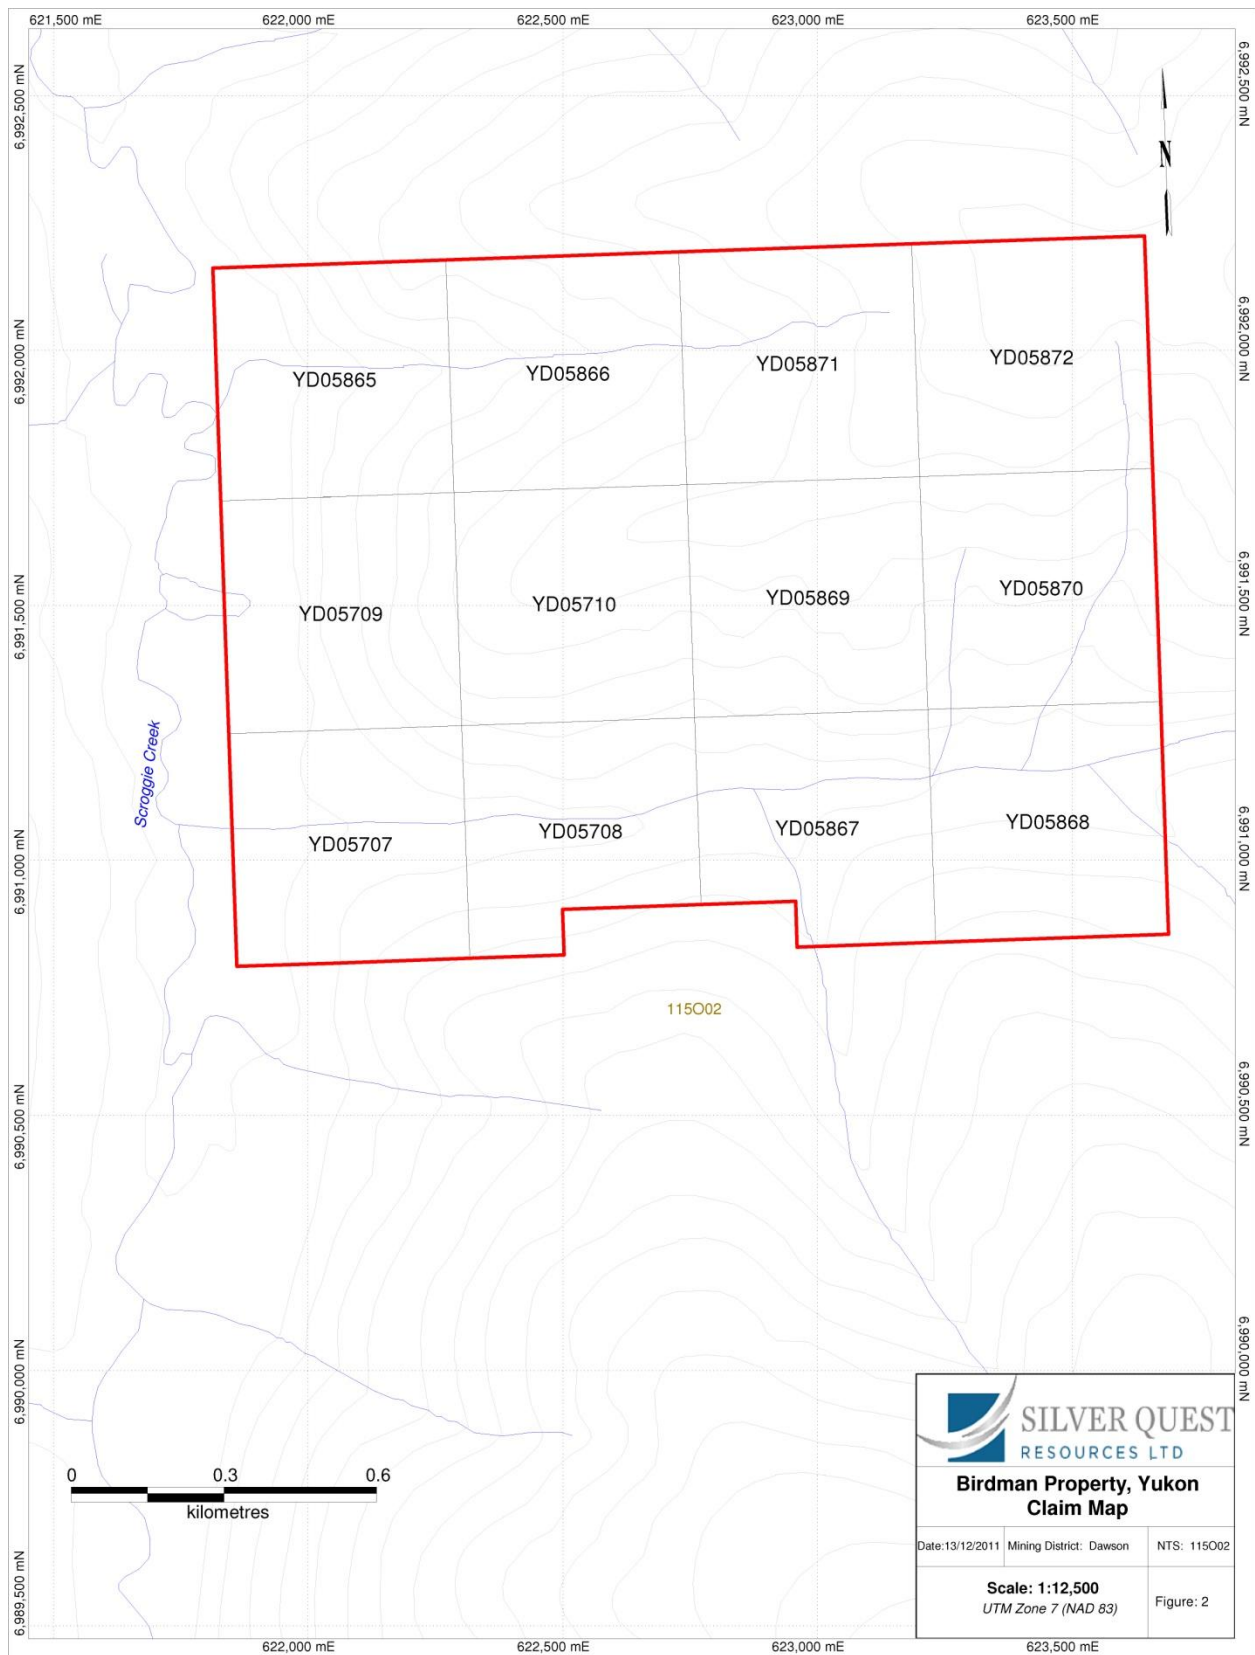 621,500 mE 622,000 mE 622,500 mE 623,000 mE 623,500 mE
6,992,500 mN
6,992,500 mN
N
6,992,000 mN
6,992,000 mN
YD05865
YD05866
YD05871
YD05872
6,991,500 mN
6,991,500 mN
YD05709
YD05710
YD05869
YD05870
Scroggie Creek
6,991,000 mN
6,991,000 mN
YD05707
YD05708
YD05867
YD05868
115O02
6,990,500 mN
6,990,500 mN
6,990,000 mN
6,990,000 mN
0 0.3 0.6
kilometres
6,989,500 mN
SILVER QUEST
RESOURCES LTD
Birdman Property, Yukon
Claim Map
Date:13/12/2011 Mining District: Dawson NTS: 115O02
Scale: 1:12,500
UTM Zone 7 (NAD 83)
Figure: 2
622,000 mE 622,500 mE 623,000 mE 623,500 mE